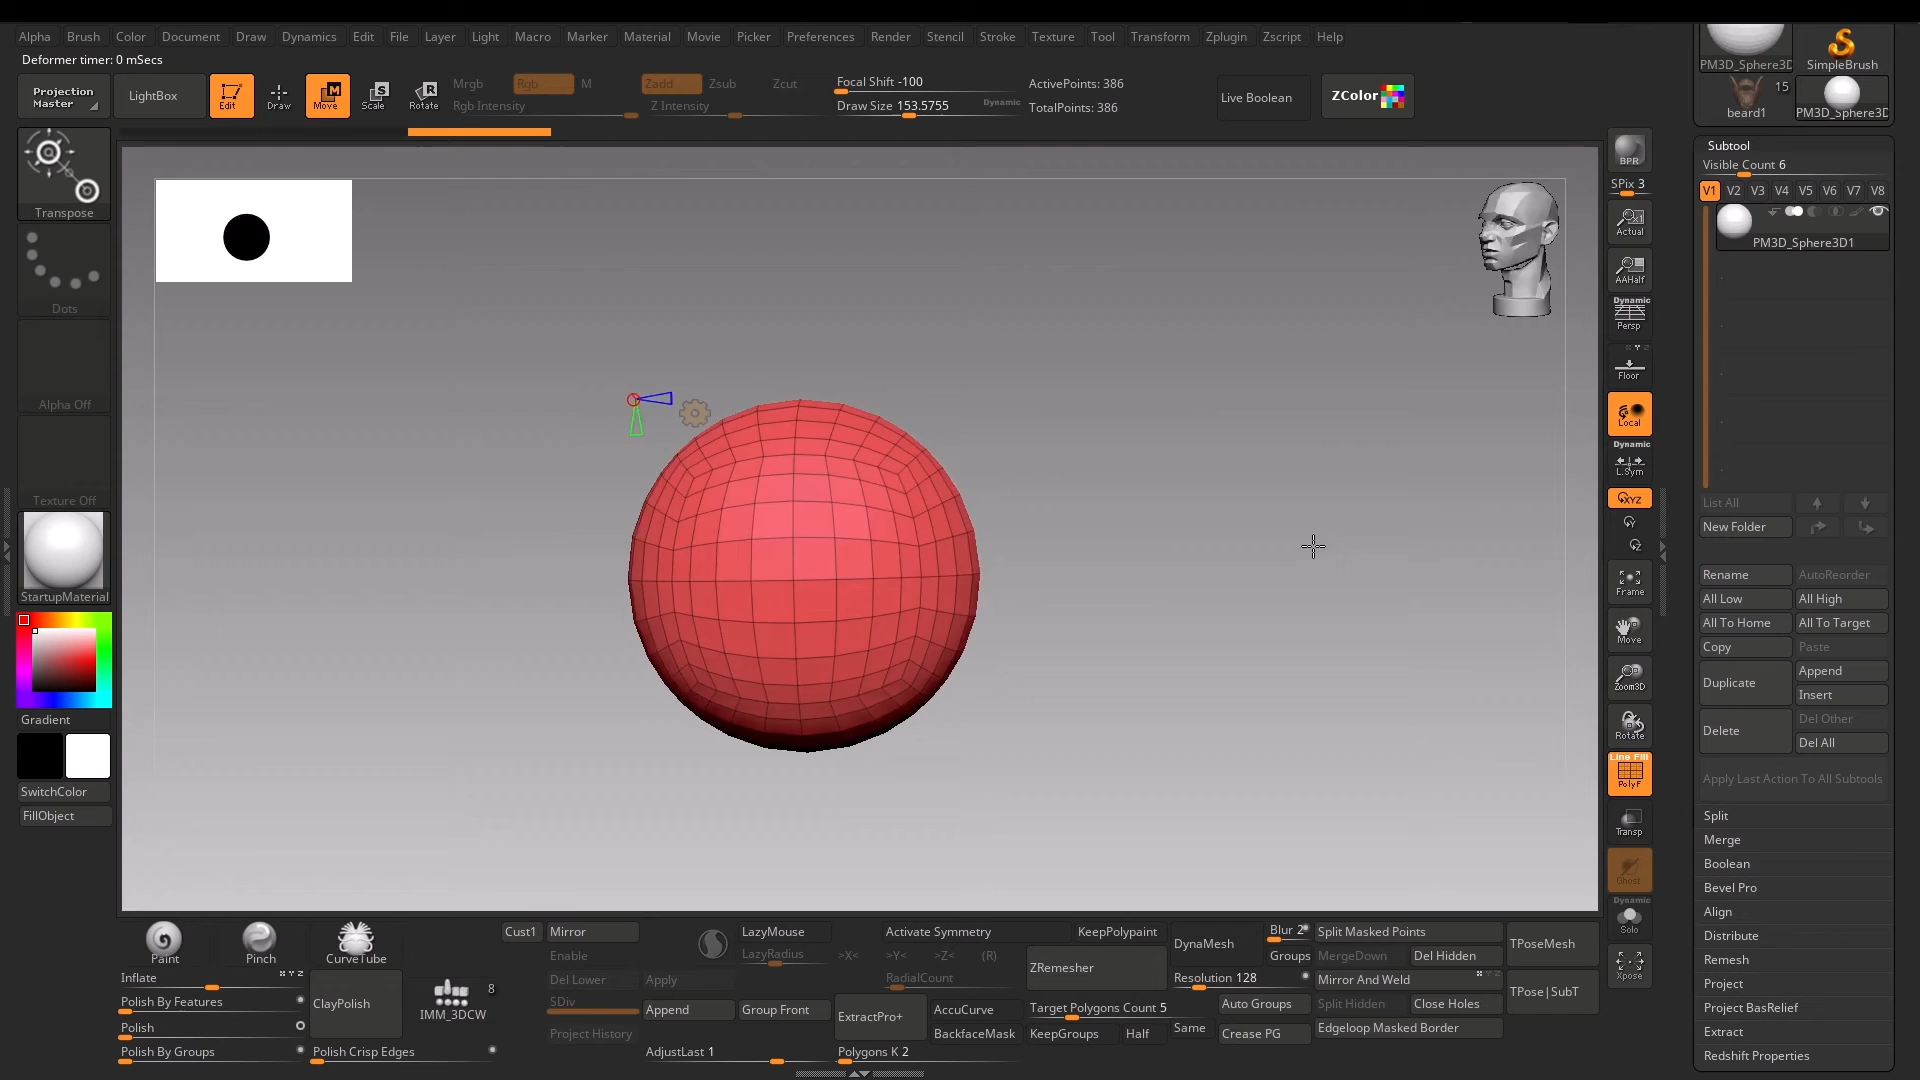 Alpha Brush Color Document Draw Dynamics Edit File Layer Light Macro Marker Material Movie Picker Preferences Render Stencil Stroke Texture Tool Transform Zplugin Zscript Help
Deformer timer: 0 mSecs
Projection Master
LightBox
Edit Draw Move Scale Rotate
Mrgb Rgb M Zadd Zsub Zcut
Rgb Intensity Z Intensity
Focal Shift -100
Draw Size 153.5755 Dynamic
ActivePoints: 386
TotalPoints: 386
Live Boolean
ZColor
PM3D_Sphere3D SimpleBrush
15
beard1 PM3D_Sphere3D
Transpose
Dots
Alpha Off
Texture Off
StartupMaterial
Gradient
SwitchColor
FillObject
BPR
SPix 3
Actual
AAHalf
Dynamic
Persp
Floor
Local
Dynamic
L.Sym
XYZ
Y
Z
Frame
Move
Zoom3D
Rotate
Line Fill
PolyF
Transp
Ghost
Dynamic
Solo
Xpose
Subtool
Visible Count 6
V1 V2 V3 V4 V5 V6 V7 V8
PM3D_Sphere3D1
List All
New Folder
Rename AutoReorder
All Low All High
All To Home All To Target
Copy Paste
Duplicate Append
Insert
Delete Del Other
Del All
Apply Last Action To All Subtools
Split
Merge
Boolean
Bevel Pro
Align
Distribute
Remesh
Project
Project BasRelief
Extract
Redshift Properties
Paint Pinch CurveTube
Inflate X Y Z
Polish By Features
Polish
Polish By Groups
ClayPolish
Polish Crisp Edges
8
IMM_3DCW
Cust1 Mirror
Enable
Del Lower
SDiv
Project History
LazyMouse
LazyRadius
Apply
Append Group Front
AdjustLast 1
Activate Symmetry
>X< >Y< >Z< (R)
RadialCount
ExtractPro+
AccuCurve
BackfaceMask
Polygons K 2
KeepPolypaint
ZRemesher
Target Polygons Count 5
KeepGroups Half Same
DynaMesh
Blur 2
Groups
Resolution 128
Auto Groups
Crease PG
Split Masked Points
MergeDown Del Hidden
Mirror And Weld
Split Hidden Close Holes
Edgeloop Masked Border
TPoseMesh
TPose|SubT